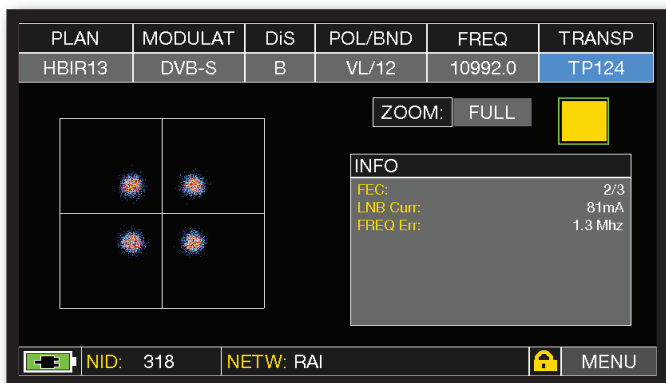 PLAN MODULAT DiS POL/BND FREQ TRANSP
HBIR13 DVB-S B VL/12 10992.0 TP124
ZOOM: FULL
INFO
FEC: 2/3
LNB Curr: 81mA
FREQ Err: 1.3 Mhz
NID: 318 NETW: RAI MENU